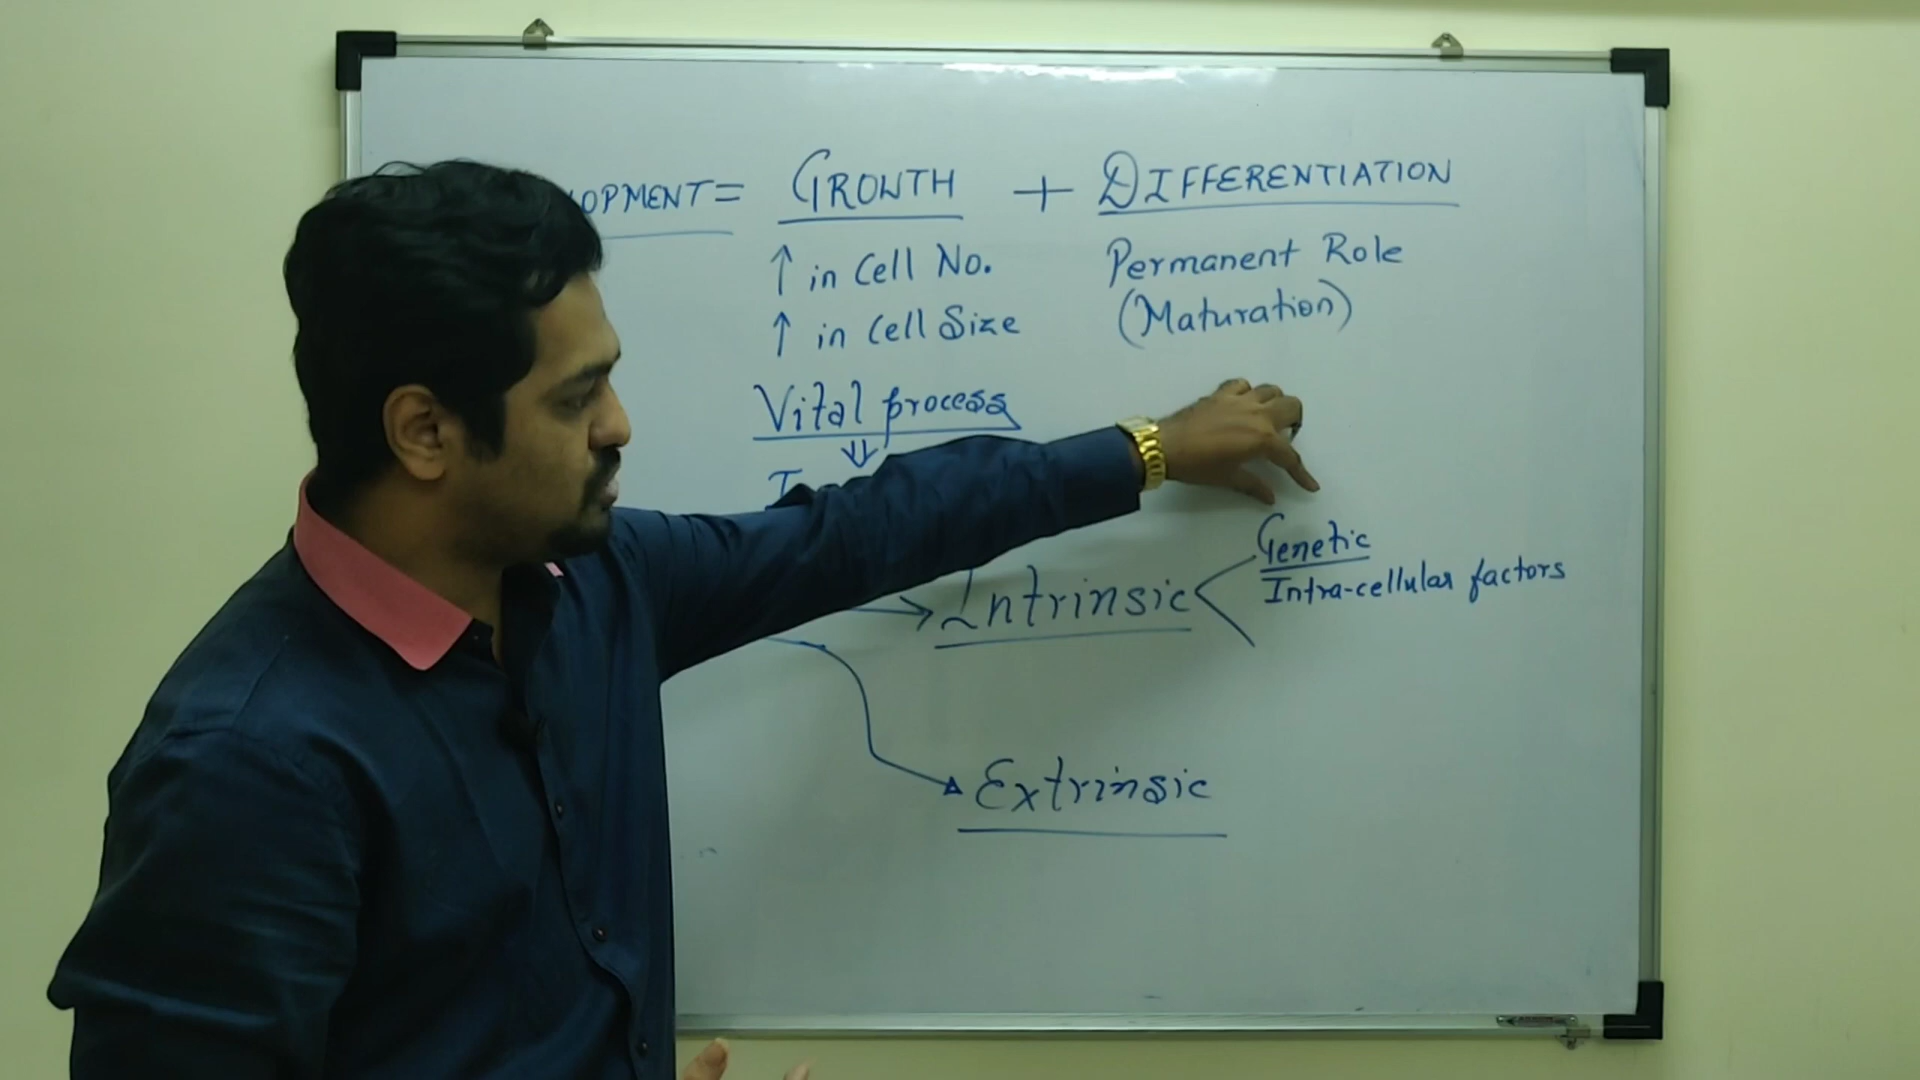 OPMENT = GROWTH + DIFFERENTIATION
↑ in Cell No. Permanent Role
↑ in Cell Size (Maturation)
Vital process
⇓
Genetic
Intrinsic Intra-cellular factors
Extrinsic